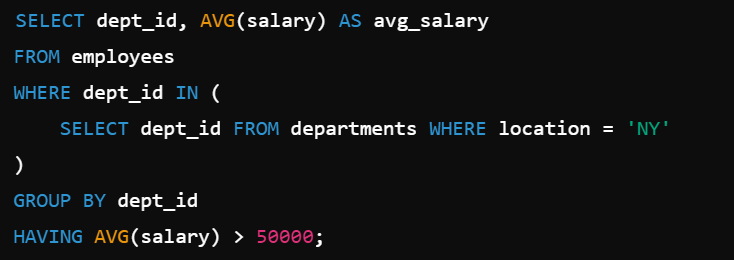 SELECT dept_id, AVG(salary) AS avg_salary
FROM employees
WHERE dept_id IN (
    SELECT dept_id FROM departments WHERE location = 'NY'
)
GROUP BY dept_id
HAVING AVG(salary) > 50000;